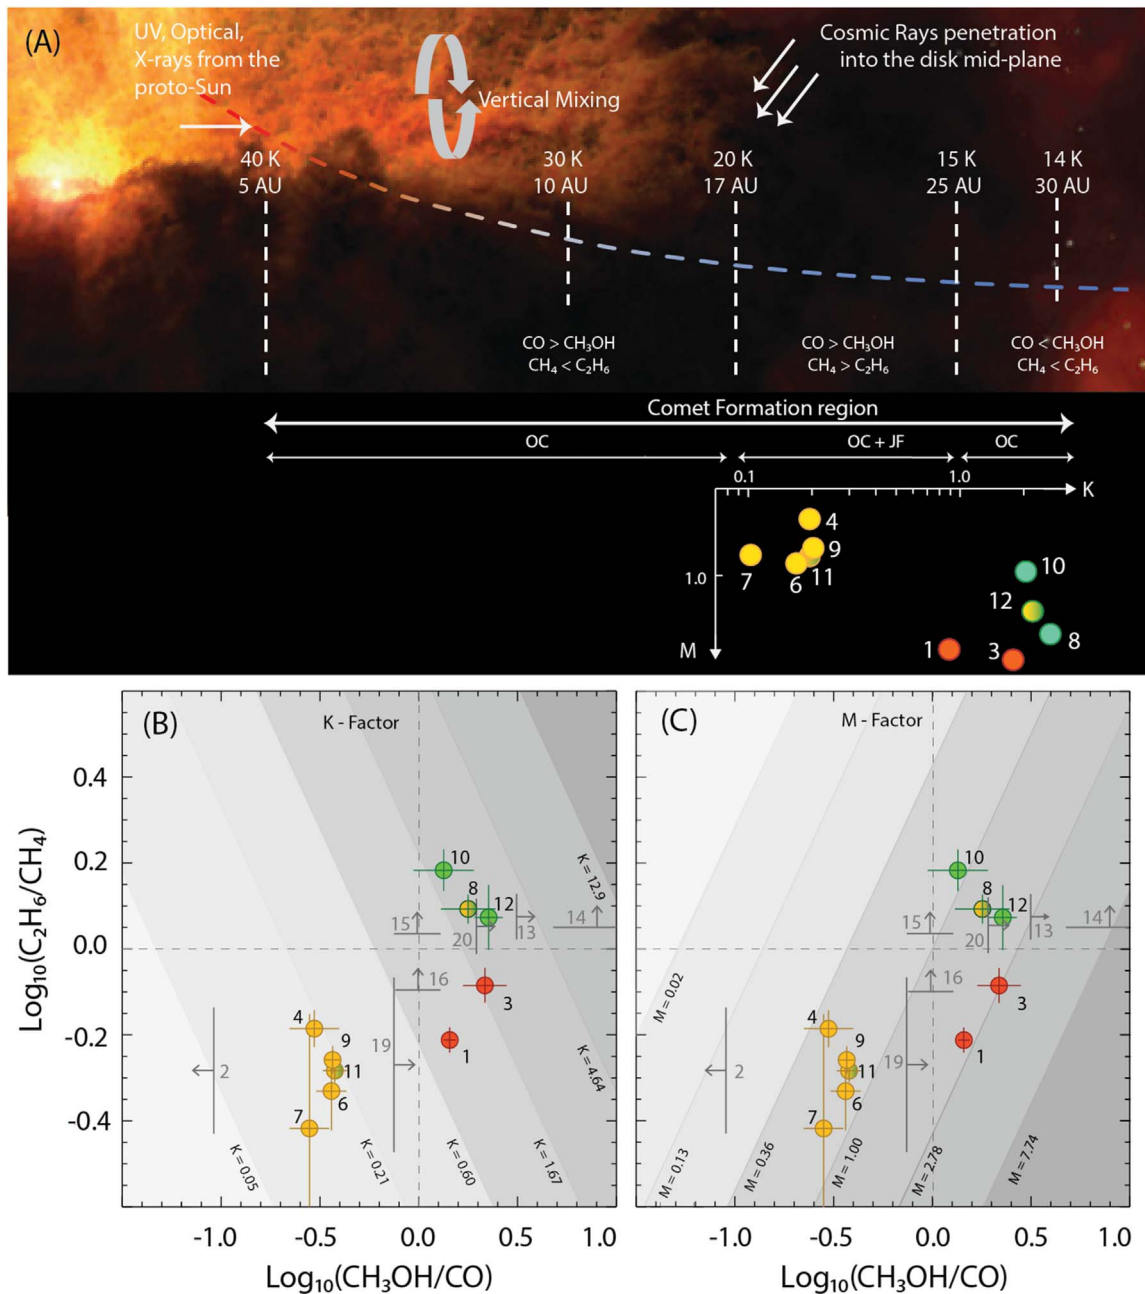 (A)
UV, Optical,
X-rays from the
proto-Sun
Vertical Mixing
Cosmic Rays penetration
into the disk mid-plane
40 K
5 AU
30 K
10 AU
20 K
17 AU
15 K
25 AU
14 K
30 AU
CO > CH₃OH
CH₄ < C₂H₆
CO > CH₃OH
CH₄ > C₂H₆
CO < CH₃OH
CH₄ < C₂H₆
Comet Formation region
OC
OC + JF
OC
0.1
1.0
K
4
9
7
6
11
1.0
10
12
8
1
3
M
(B)
K - Factor
10
8
12
K = 12.9
15
20
13
14
16
3
4
9
19
1
2
11
K = 4.64
6
7
K = 0.05
K = 0.21
K = 0.60
K = 1.67
0.4
0.2
0.0
-0.2
-0.4
Log₁₀(C₂H₆/CH₄)
-1.0
-0.5
0.0
0.5
1.0
Log₁₀(CH₃OH/CO)
(C)
M - Factor
10
8
12
15
20
13
14
M = 0.02
16
3
4
9
19
1
2
11
6
7
M = 0.13
M = 0.36
M = 1.00
M = 2.78
M = 7.74
-1.0
-0.5
0.0
0.5
1.0
Log₁₀(CH₃OH/CO)